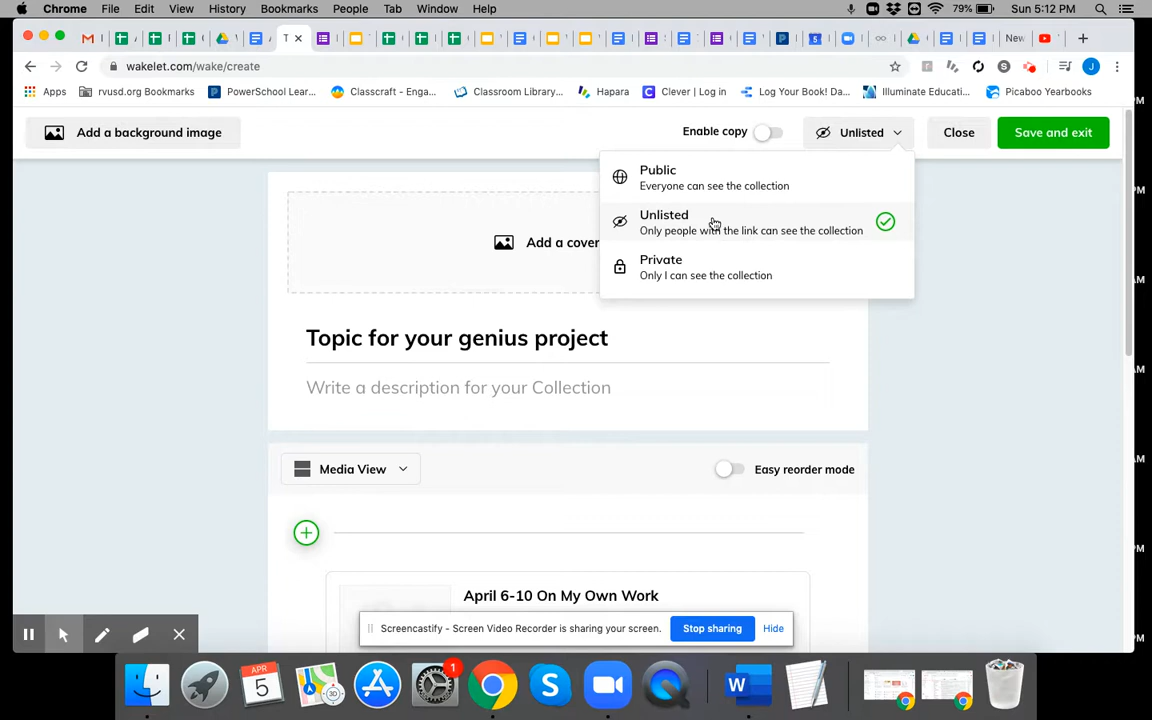 Chrome File Edit View History Bookmarks People Tab Window Help 79% Sun 5:12 PM
T New
wakelet.com/wake/create J
Apps rvusd.org Bookmarks PowerSchool Lear... Classcraft - Enga... Classroom Library,... Hapara Clever | Log in Log Your Book! Da... Illuminate Educati... Picaboo Yearbooks
Add a background image Enable copy Unlisted Close Save and exit
Public
Everyone can see the collection
Unlisted
Only people with the link can see the collection
Private
Only I can see the collection
Add a cover
Topic for your genius project
Write a description for your Collection
Media View Easy reorder mode
April 6-10 On My Own Work
Screencastify - Screen Video Recorder is sharing your screen. Stop sharing Hide
APR
5
1